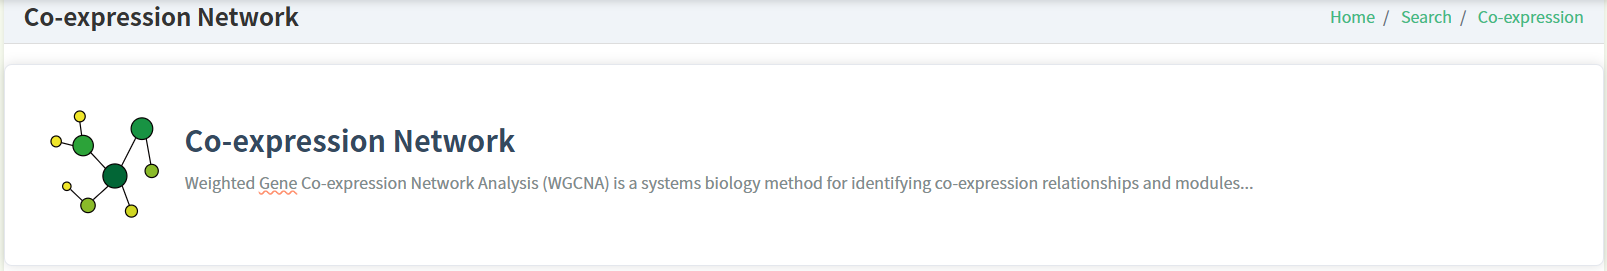 Co-expression Network
Home / Search / Co-expression
Co-expression Network
Weighted Gene Co-expression Network Analysis (WGCNA) is a systems biology method for identifying co-expression relationships and modules...